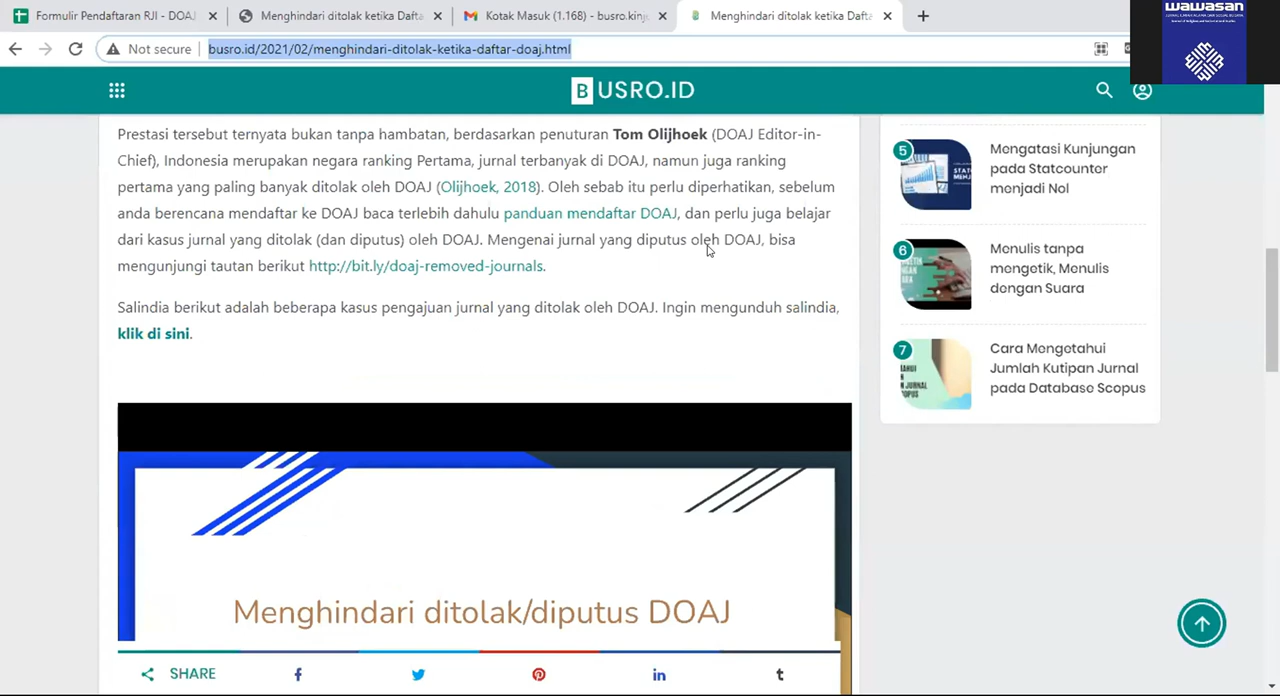 Formulir Pendaftaran RJI - DOAJ
Menghindari ditolak ketika Dafta
Kotak Masuk (1.168) - busro.kinj
Menghindari ditolak ketika Dafta
Not secure
busro.id/2021/02/menghindari-ditolak-ketika-daftar-doaj.html
wawasan
BUSRO.ID
Prestasi tersebut ternyata bukan tanpa hambatan, berdasarkan penuturan Tom Olijhoek (DOAJ Editor-in-
Chief), Indonesia merupakan negara ranking Pertama, jurnal terbanyak di DOAJ, namun juga ranking
pertama yang paling banyak ditolak oleh DOAJ (Olijhoek, 2018). Oleh sebab itu perlu diperhatikan, sebelum
anda berencana mendaftar ke DOAJ baca terlebih dahulu panduan mendaftar DOAJ, dan perlu juga belajar
dari kasus jurnal yang ditolak (dan diputus) oleh DOAJ. Mengenai jurnal yang diputus oleh DOAJ, bisa
mengunjungi tautan berikut http://bit.ly/doaj-removed-journals.
Salindia berikut adalah beberapa kasus pengajuan jurnal yang ditolak oleh DOAJ. Ingin mengunduh salindia,
klik di sini.
Menghindari ditolak/diputus DOAJ
SHARE
5
Mengatasi Kunjungan
pada Statcounter
menjadi Nol
6
Menulis tanpa
mengetik, Menulis
dengan Suara
7
Cara Mengetahui
Jumlah Kutipan Jurnal
pada Database Scopus